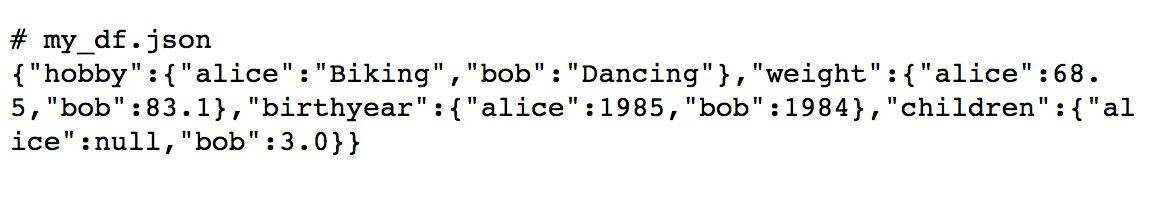 # my_df.json
{"hobby":{"alice":"Biking","bob":"Dancing"},"weight":{"alice":68.
5,"bob":83.1},"birthyear":{"alice":1985,"bob":1984},"children":{"al
ice":null,"bob":3.0}}